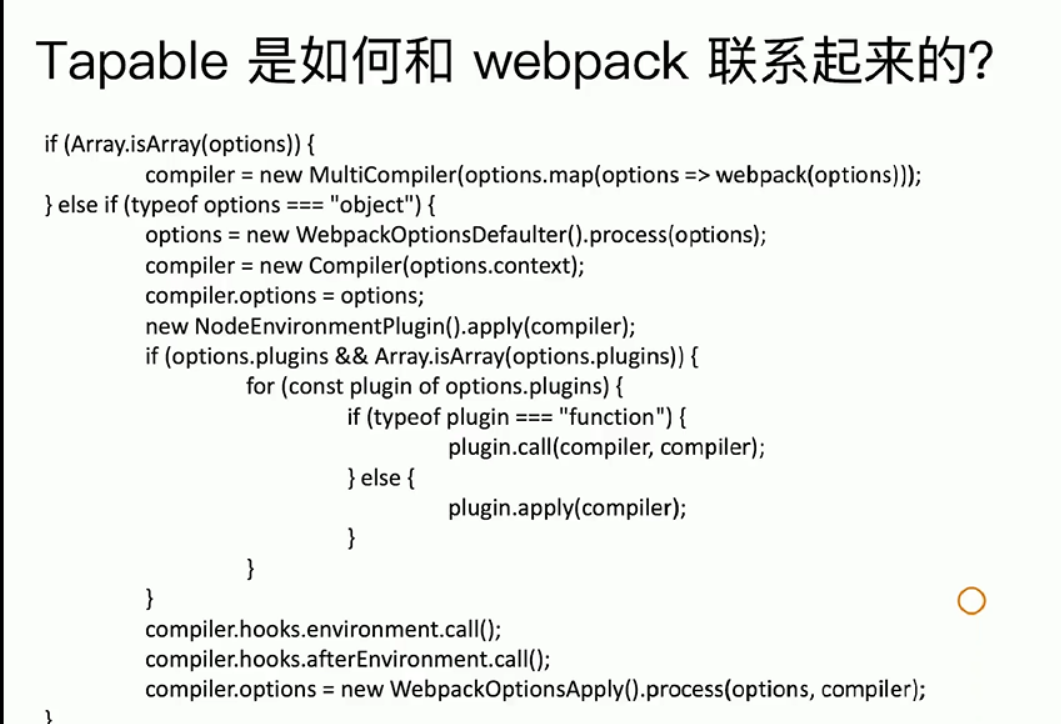 Tapable 是如何和 webpack 联系起来的?
if (Array.isArray(options)) {
compiler = new MultiCompiler(options.map(options => webpack(options)));
} else if (typeof options === "object") {
options = new WebpackOptionsDefaulter().process(options);
compiler = new Compiler(options.context);
compiler.options = options;
new NodeEnvironmentPlugin().apply(compiler);
if (options.plugins && Array.isArray(options.plugins)) {
for (const plugin of options.plugins) {
if (typeof plugin === "function") {
plugin.call(compiler, compiler);
} else {
plugin.apply(compiler);
}
}
}
compiler.hooks.environment.call();
compiler.hooks.afterEnvironment.call();
compiler.options = new WebpackOptionsApply().process(options, compiler);
}